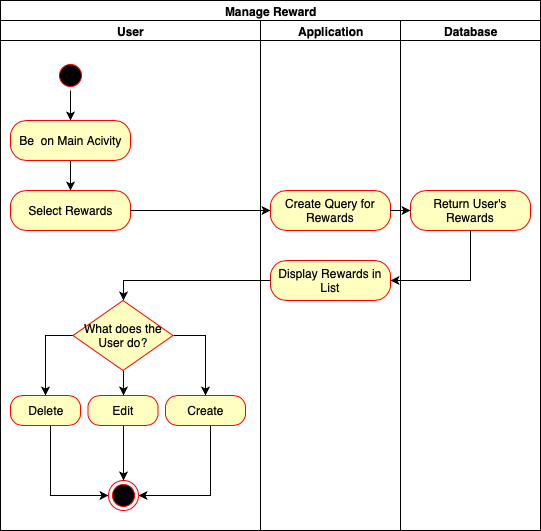 Manage Reward
User
Application
Database
Be on Main Acivity
Select Rewards
Create Query for
Rewards
Return User's
Rewards
Display Rewards in
List
What does the
User do?
Delete
Edit
Create